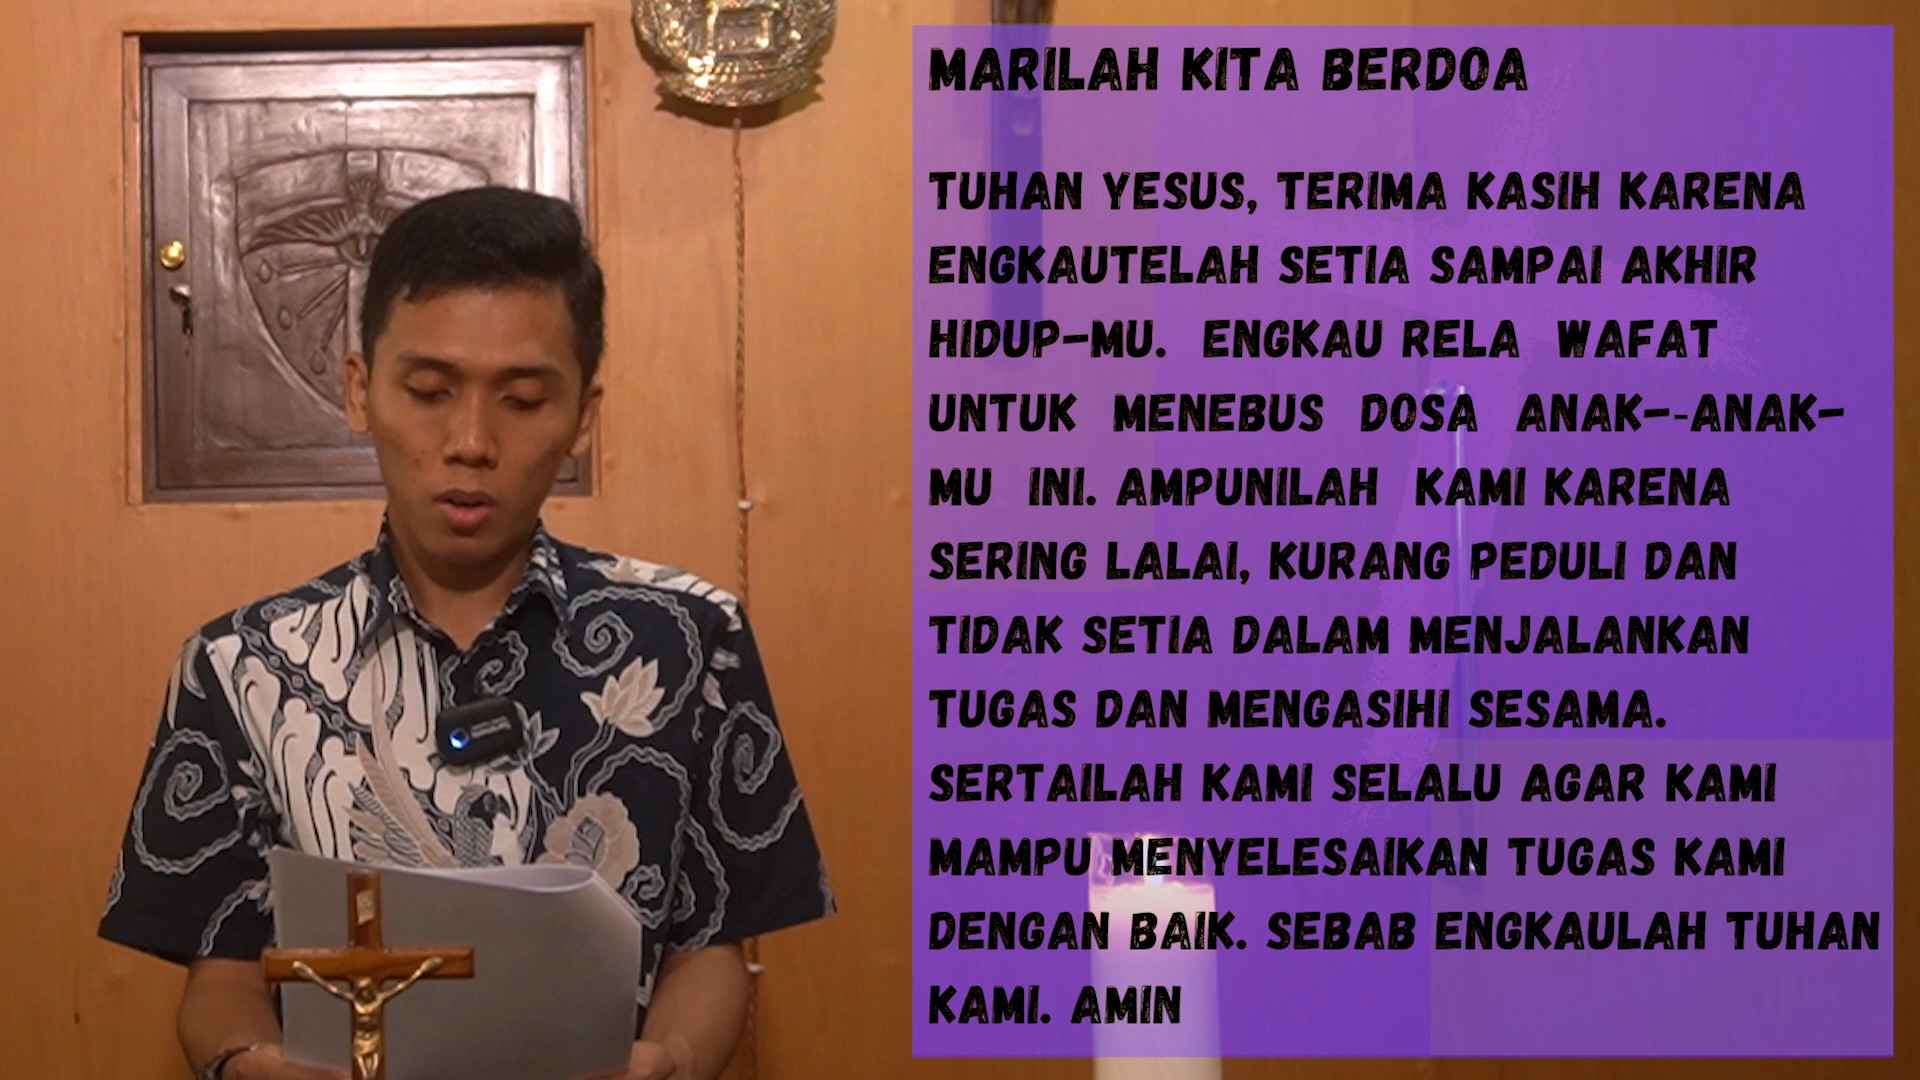 MARILAH KITA BERDOA
TUHAN YESUS, TERIMA KASIH KARENA
ENGKAUTELAH SETIA SAMPAI AKHIR
HIDUP-MU. ENGKAU RELA WAFAT
UNTUK MENEBUS DOSA ANAK--ANAK-
MU INI. AMPUNILAH KAMI KARENA
SERING LALAI, KURANG PEDULI DAN
TIDAK SETIA DALAM MENJALANKAN
TUGAS DAN MENGASIHI SESAMA.
SERTAILAH KAMI SELALU AGAR KAMI
MAMPU MENYELESAIKAN TUGAS KAMI
DENGAN BAIK. SEBAB ENGKAULAH TUHAN
KAMI. AMIN